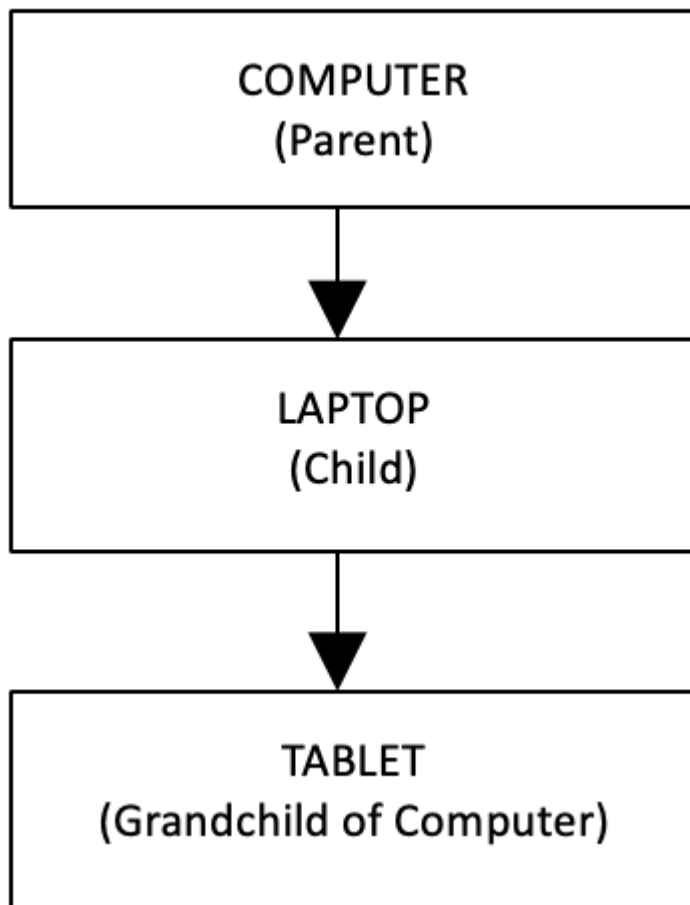 COMPUTER
(Parent)
LAPTOP
(Child)
TABLET
(Grandchild of Computer)